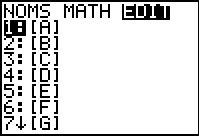 NOMS MATH EDIT
1:[A]
2:[B]
3:[C]
4:[D]
5:[E]
6:[F]
7↓[G]